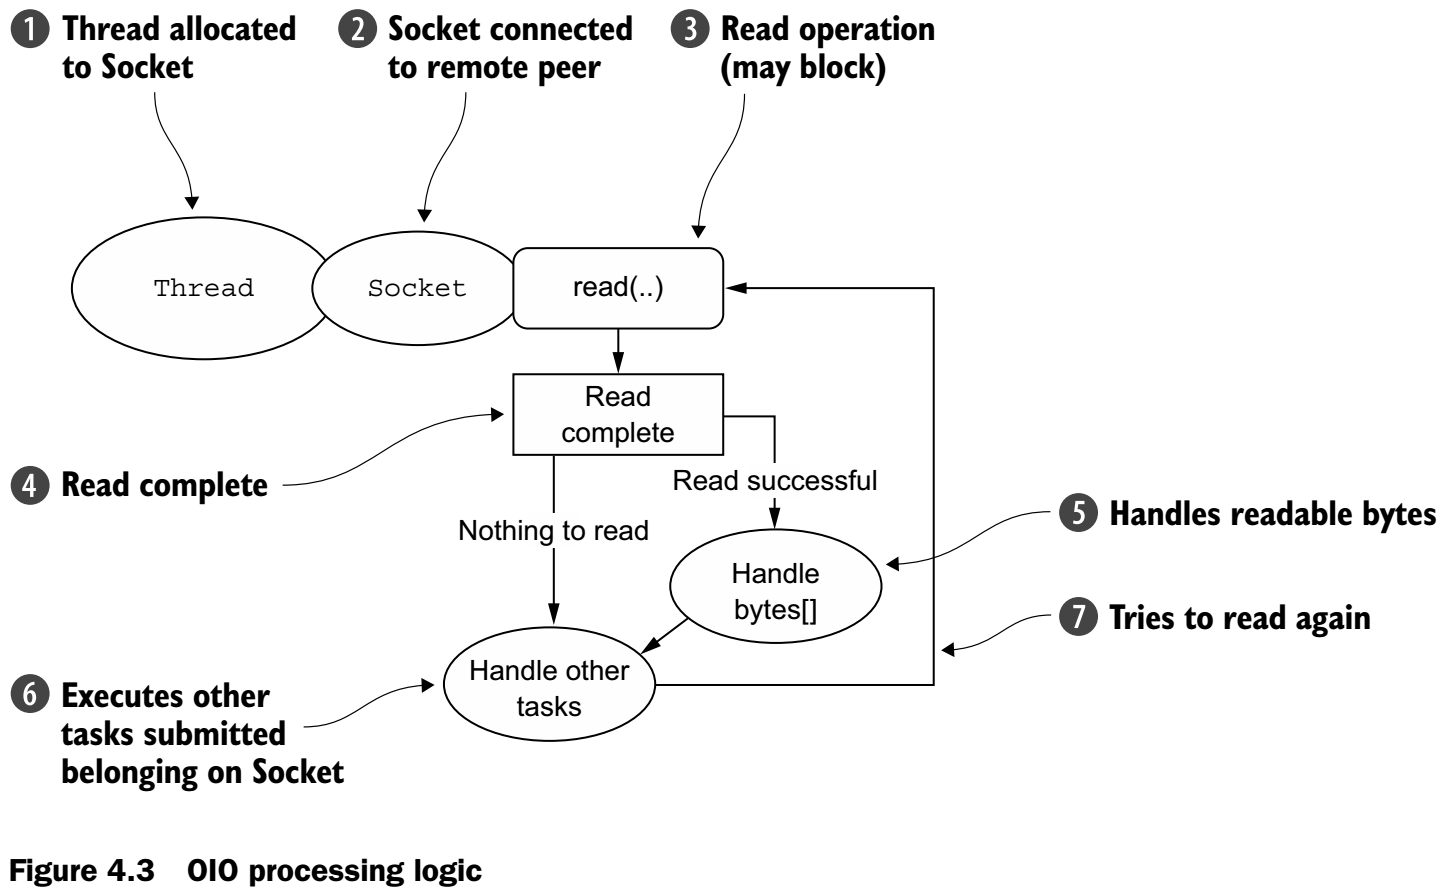 1 Thread allocated
to Socket
2 Socket connected
to remote peer
3 Read operation
(may block)
Thread
Socket
read(..)
Read
complete
4 Read complete
Read successful
Nothing to read
5 Handles readable bytes
Handle
bytes[]
7 Tries to read again
Handle other
tasks
6 Executes other
tasks submitted
belonging on Socket
Figure 4.3 OIO processing logic